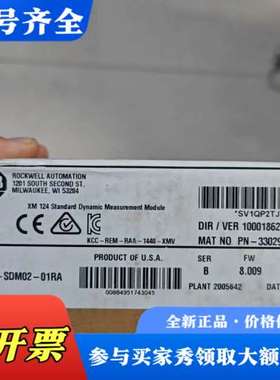 号齐全
ROCKWELL AUTOMATION
1201 SOUTH SECOND ST.
MILWAUKEE, WI 53204
XM 124 Standard Dynamic Measurement Module
KCC-REM-RAA-1440-XMV
DIR / VER 10001862
MAT NO PN-33029
PRODUCT OF U.S.A.
SER FW
B 8.009
-SDM02-01RA
PLANT 2005642
全新正品 价格优势
开票
参与买家秀领取大额